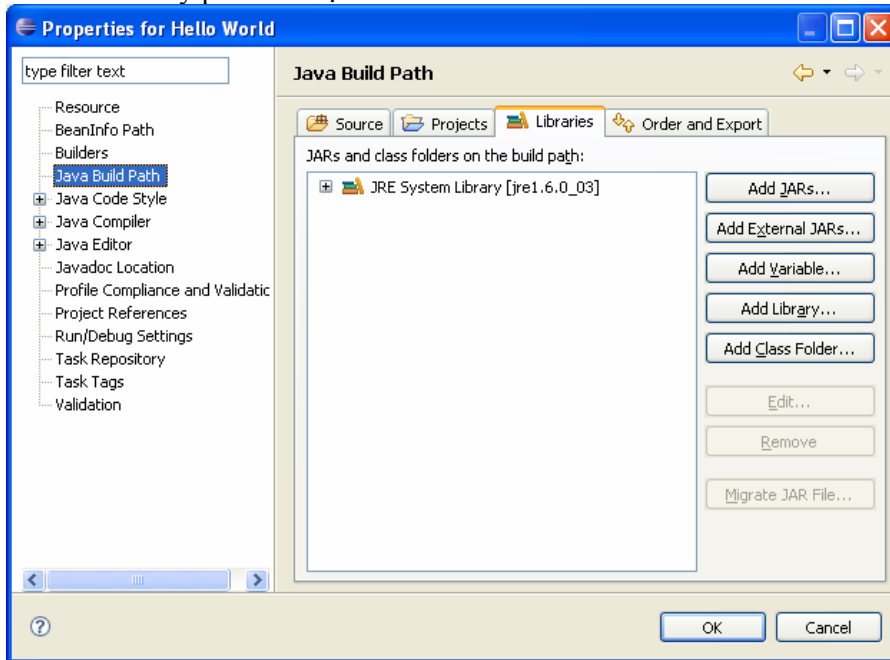 Properties for Hello World
type filter text
Resource
BeanInfo Path
Builders
Java Build Path
Java Code Style
Java Compiler
Java Editor
Javadoc Location
Profile Compliance and Validatic
Project References
Run/Debug Settings
Task Repository
Task Tags
Validation
Java Build Path
Source Projects Libraries Order and Export
JARs and class folders on the build path:
JRE System Library [jre1.6.0_03]
Add JARs...
Add External JARs...
Add Variable...
Add Library...
Add Class Folder...
Edit...
Remove
Migrate JAR File...
OK Cancel